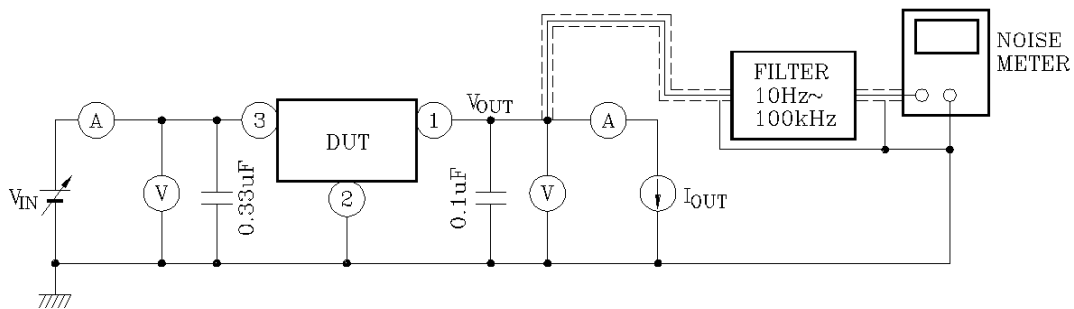 NOISE
METER
FILTER
10Hz~
100kHz
A
3
DUT
1
VOUT
A
VIN
V
0.33uF
2
0.1uF
V
IOUT